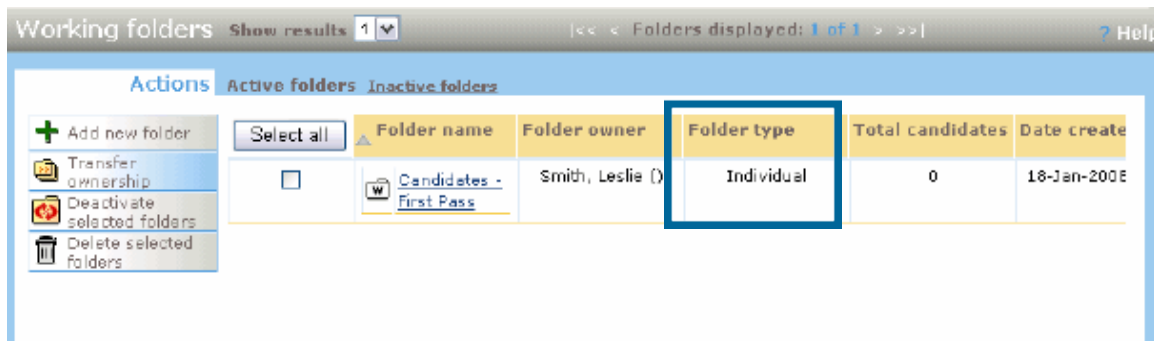 Working folders Show results 1 |<< < Folders displayed: 1 of 1 > >>| ? Help
Actions Active folders Inactive folders
Add new folder
Transfer
ownership
Deactivate
selected folders
Delete selected
folders
Select all Folder name Folder owner Folder type Total candidates Date create
W Candidates - Smith, Leslie () Individual 0 18-Jan-200
First Pass